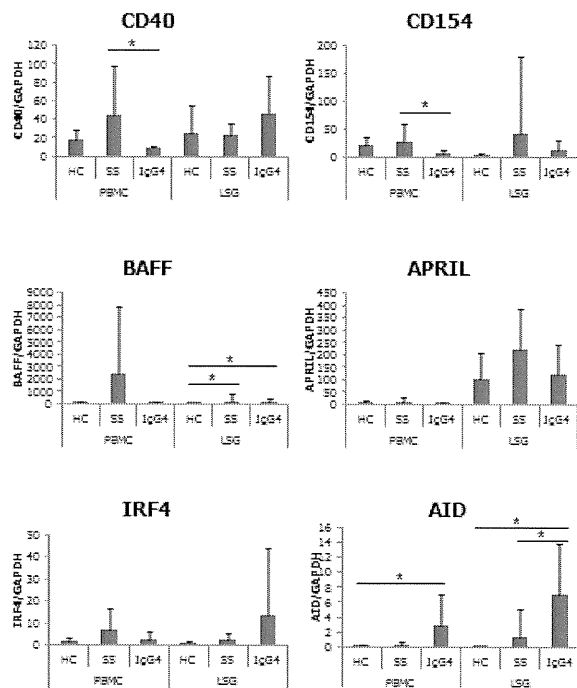 CD40
CD40/GAPDH
120
100
80
60
40
20
0
*
HC SS IgG4 HC SS IgG4
PBMC LSG
CD154
CD154/GAPDH
200
150
100
50
0
*
HC SS IgG4 HC SS IgG4
PBMC LSG
BAFF
BAFF/GAPDH
9000
8000
7000
6000
5000
4000
3000
2000
1000
0
*
*
HC SS IgG4 HC SS IgG4
PBMC LSG
APRIL
APRIL/GAPDH
450
400
350
300
250
200
150
100
50
0
HC SS IgG4 HC SS IgG4
PBMC LSG
IRF4
IRF4/GAPDH
50
40
30
20
10
0
HC SS IgG4 HC SS IgG4
PBMC LSG
AID
AID/GAPDH
16
14
12
10
8
6
4
2
0
*
*
*
HC SS IgG4 HC SS IgG4
PBMC LSG